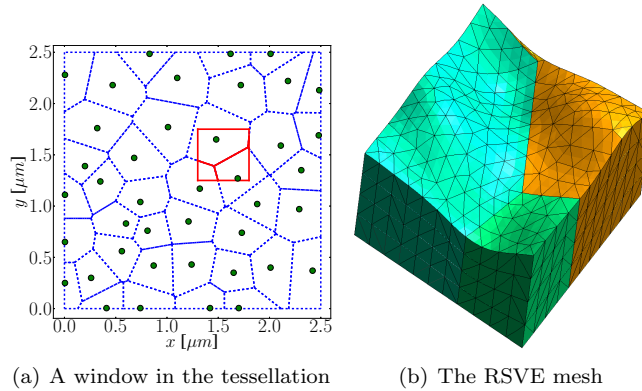 2.5
2.0
1.5
1.0
0.5
0.0
y [μm]
0.0 0.5 1.0 1.5 2.0 2.5
x [μm]
(a) A window in the tessellation
(b) The RSVE mesh